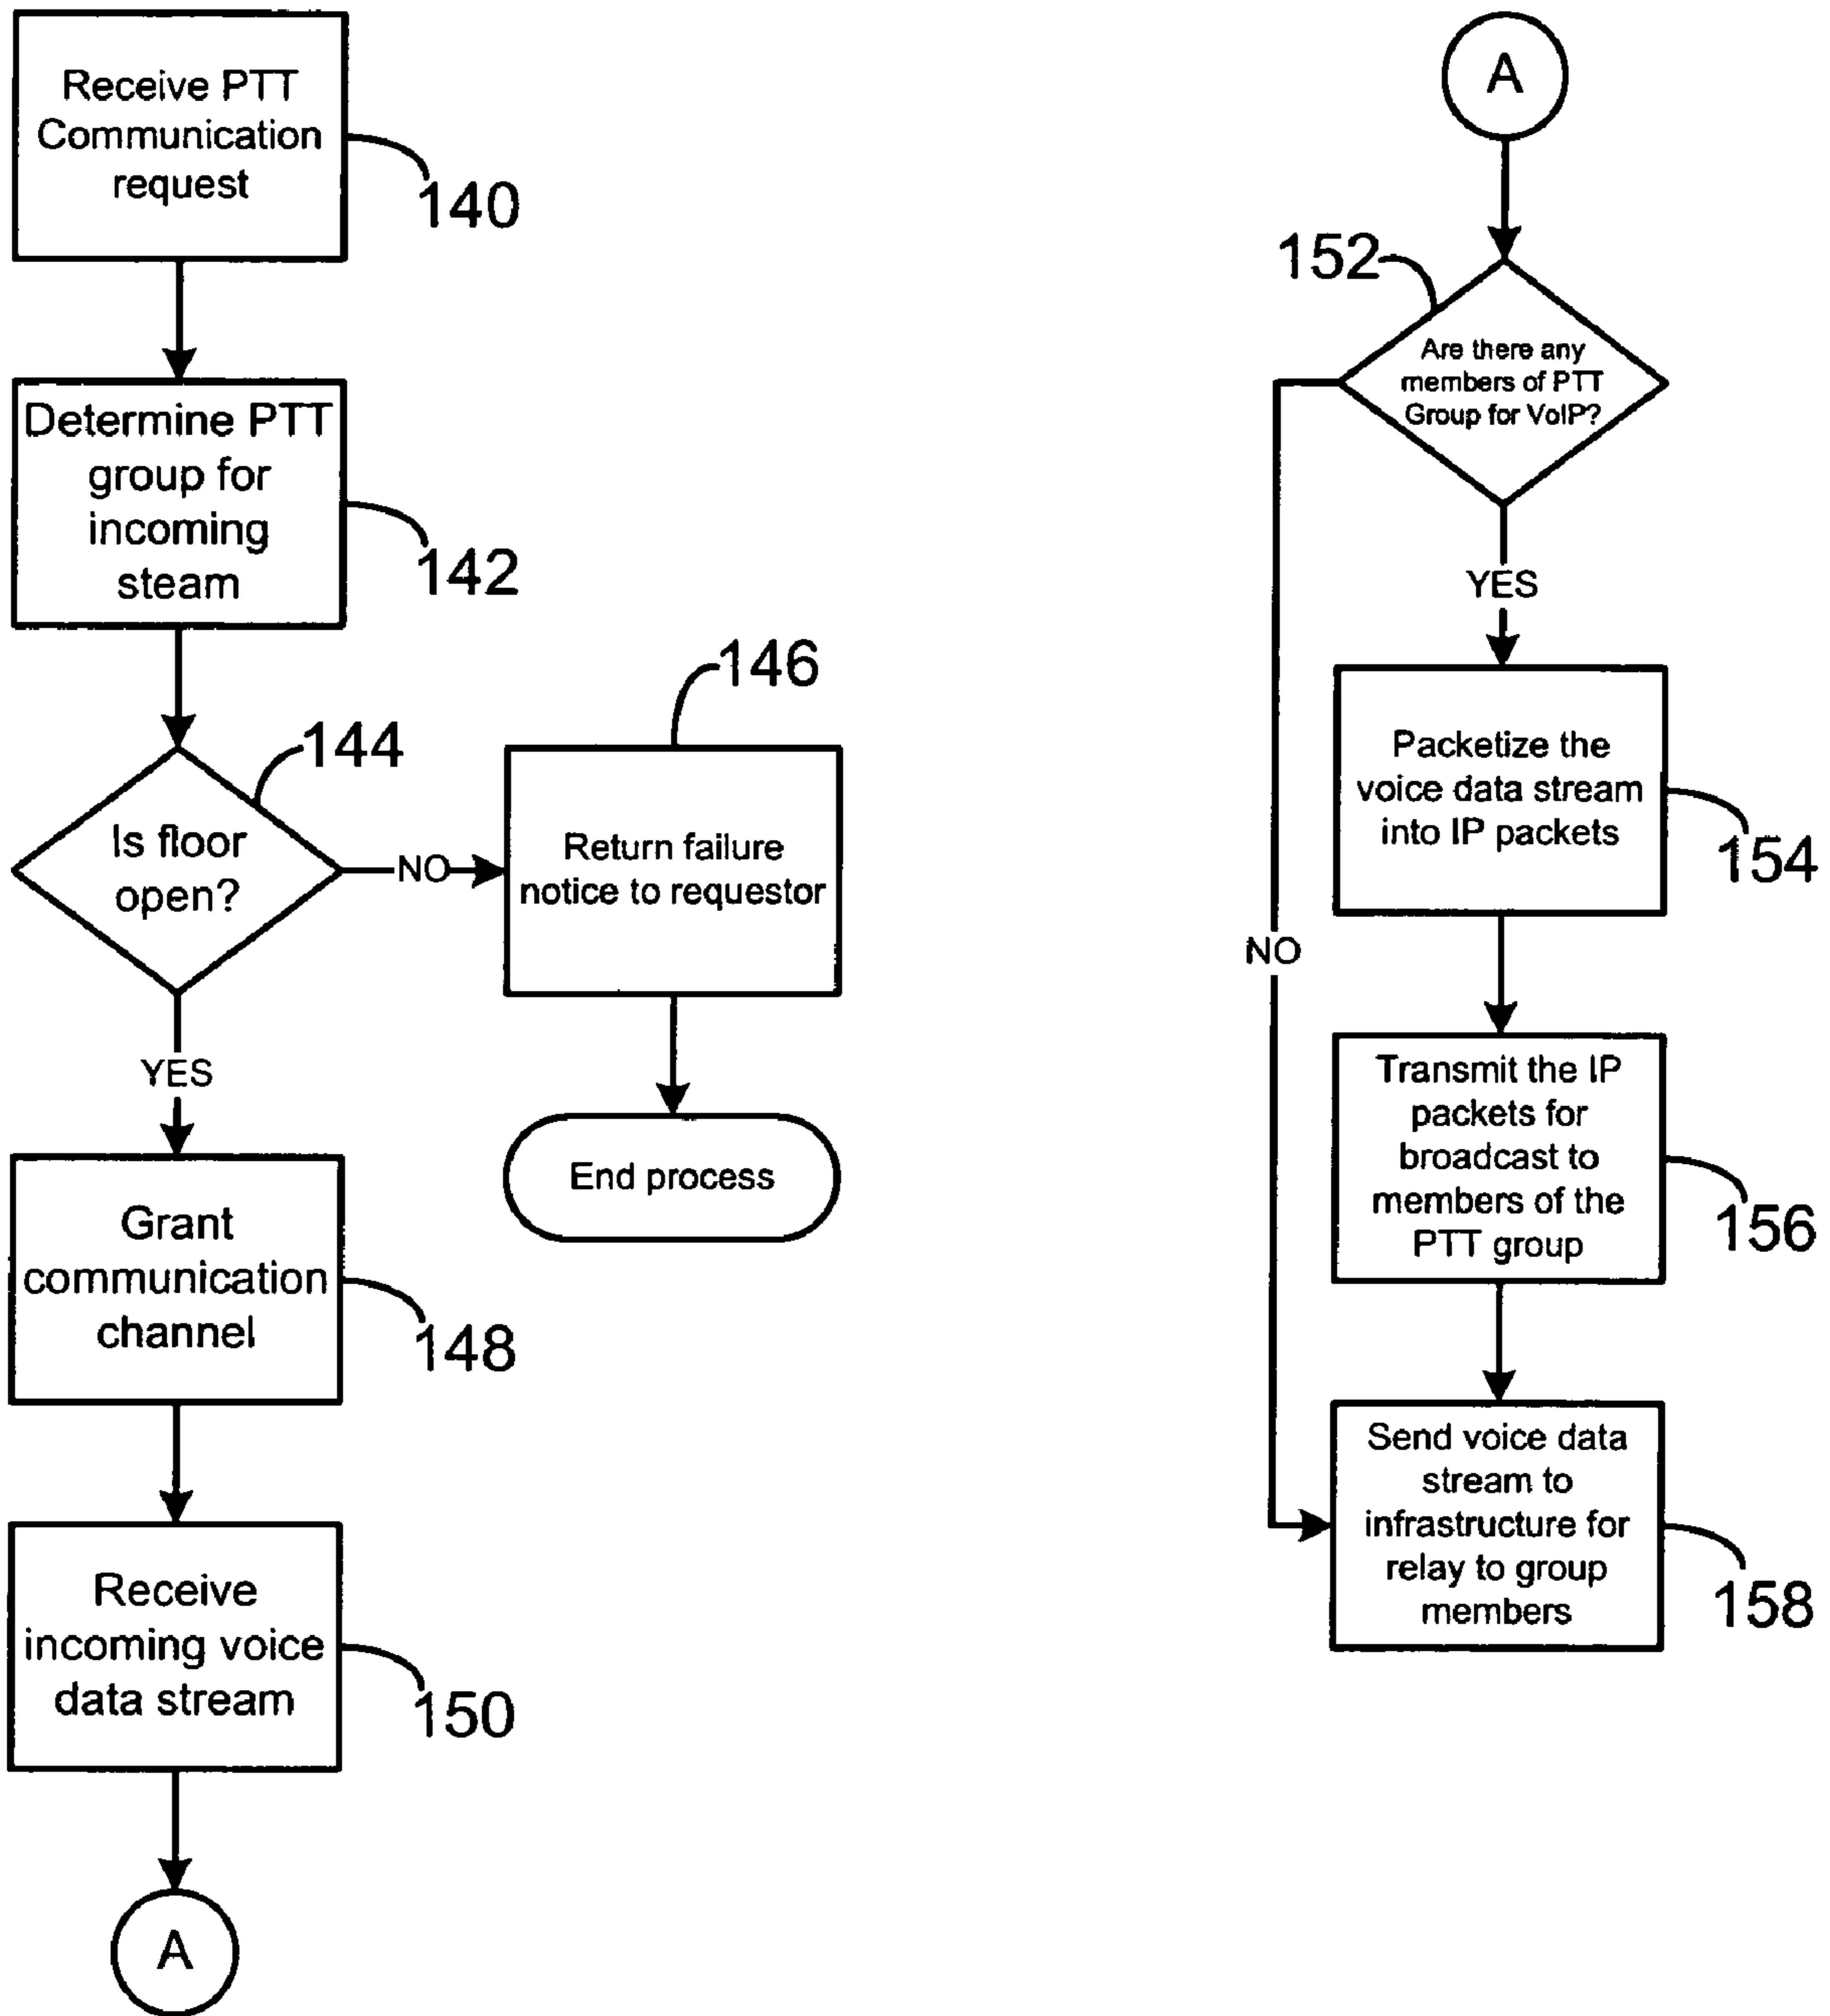 Receive PTT
Communication
request
140
Determine PTT
group for
incoming
steam
142
144
Is floor
open?
NO
146
Return failure
notice to requestor
End process
YES
Grant
communication
channel
148
Receive
incoming voice
data stream
150
A
A
152
Are there any
members of PTT
Group for VoIP?
YES
NO
Packetize the
voice data stream
into IP packets
154
Transmit the IP
packets for
broadcast to
members of the
PTT group
156
Send voice data
stream to
infrastructure for
relay to group
members
158